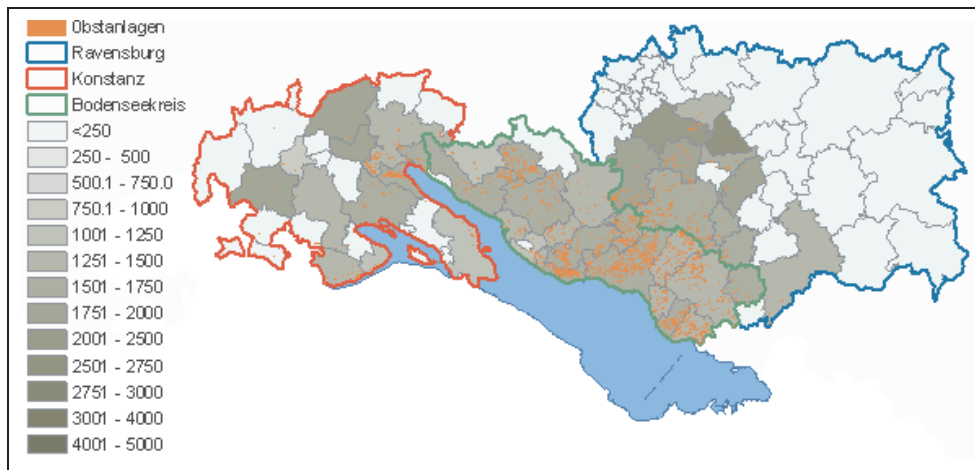 Obstanlagen
Ravensburg
Konstanz
Bodenseekreis
<250
250 - 500
500.1 - 750.0
750.1 - 1000
1001 - 1250
1251 - 1500
1501 - 1750
1751 - 2000
2001 - 2500
2501 - 2750
2751 - 3000
3001 - 4000
4001 - 5000